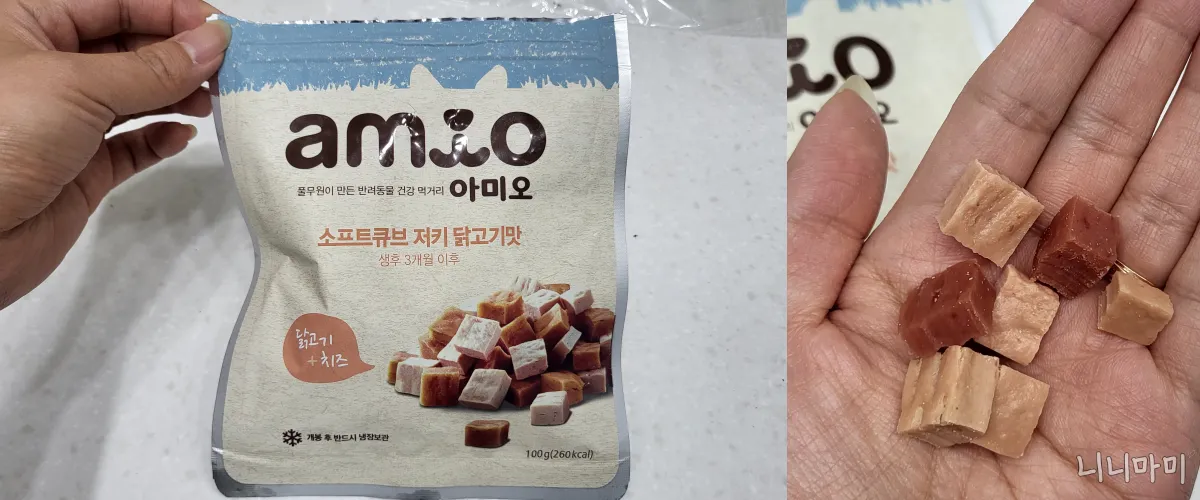 amio
풀무원이 만든 반려동물 건강 먹거리 아미오
소프트큐브 저키 닭고기맛
생후 3개월 이후
닭고기
+치즈
개봉 후 반드시 냉장보관
100g(260kcal)
니니마미